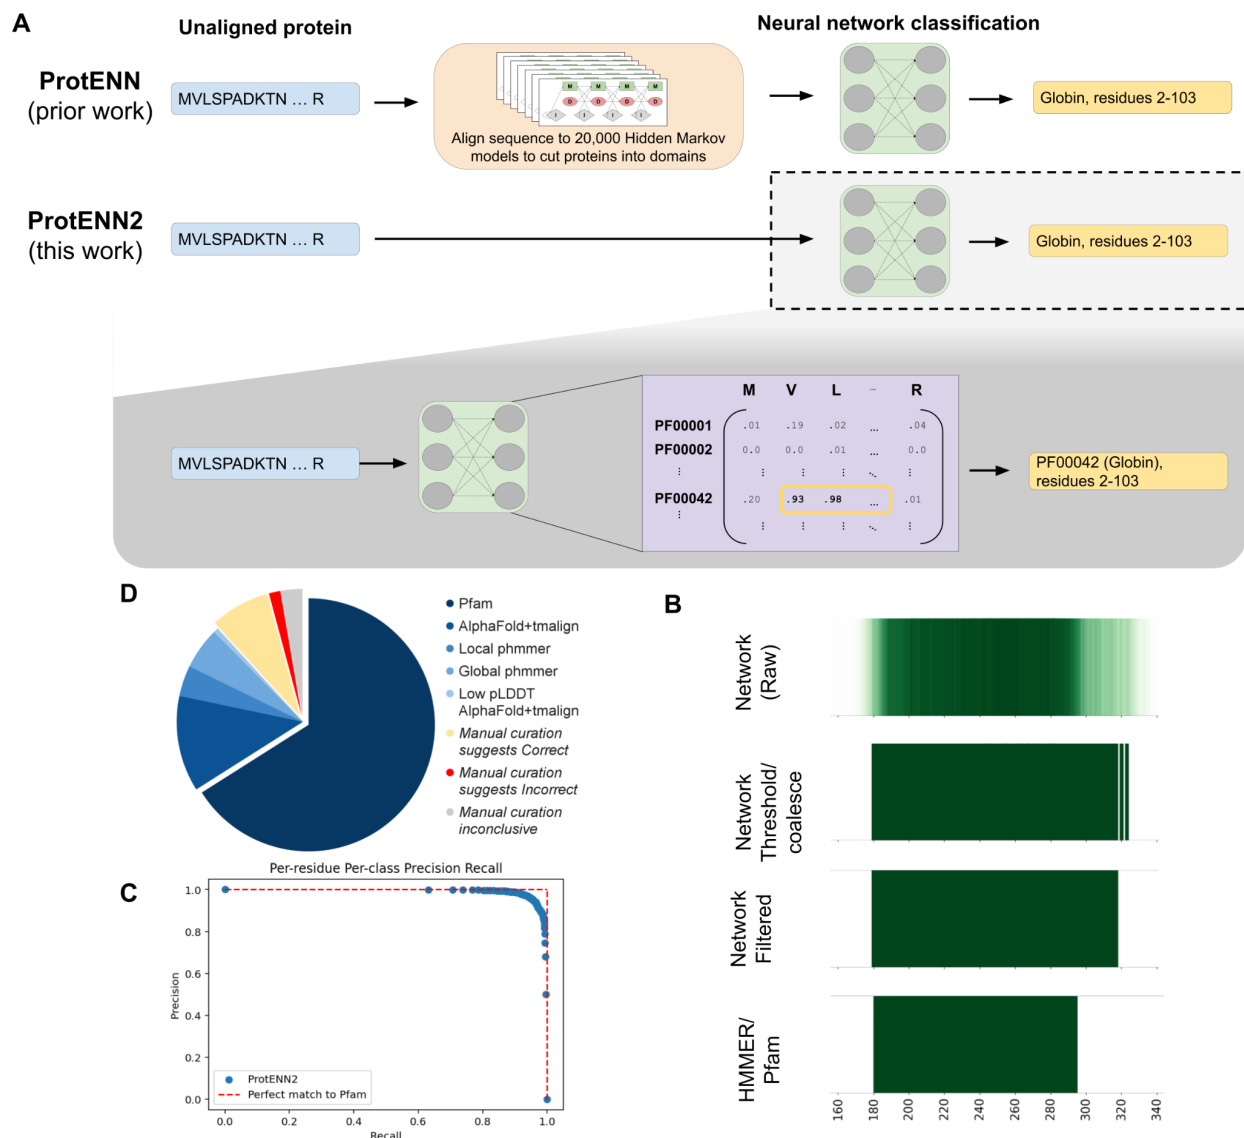 A
Unaligned protein
Neural network classification
ProtENN
(prior work)
MVLSPADKTN ... R
M M M M
D D D D
I I I I
Align sequence to 20,000 Hidden Markov
models to cut proteins into domains
Globin, residues 2-103
ProtENN2
(this work)
MVLSPADKTN ... R
Globin, residues 2-103
MVLSPADKTN ... R
M V L ... R
PF00001 .01 .19 .02 ... .04
PF00002 0.0 0.0 .01 ... 0.0
PF00042 .20 .93 .98 ... .01
PF00042 (Globin),
residues 2-103
D
Pfam
AlphaFold+tmalign
Local phmmer
Global phmmer
Low pLDDT
AlphaFold+tmalign
Manual curation
suggests Correct
Manual curation
suggests Incorrect
Manual curation
inconclusive
C
Per-residue Per-class Precision Recall
Precision
1.0
0.8
0.6
0.4
0.2
0.0
ProtENN2
Perfect match to Pfam
0.0 0.2 0.4 0.6 0.8 1.0
Recall
B
Network
(Raw)
Network
Threshold/
coalesce
Network
Filtered
HMMER/
Pfam
160 180 200 220 240 260 280 300 320 340